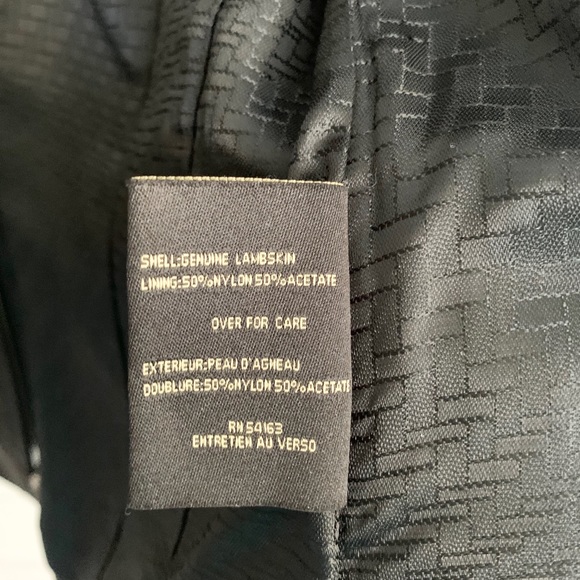 SHELL:GENUINE LAMBSKIN
LINING:50%NYLON 50%ACETATE
OVER FOR CARE
EXTERIEUR:PEAU D'AGNEAU
DOUBLURE:50%NYLON 50%ACETATE
RN 54163
ENTRETIEN AU VERSO